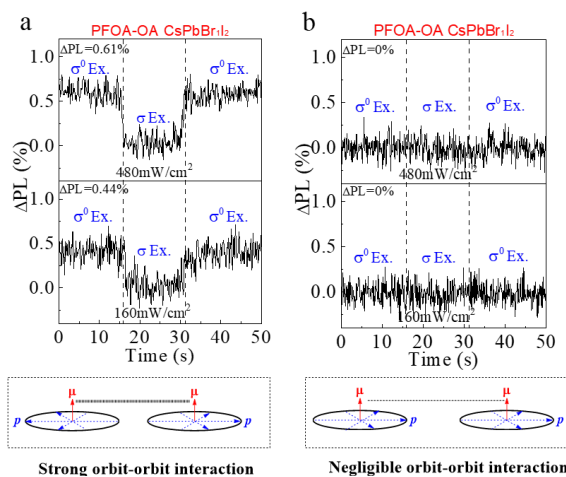 a
PFOA-OA CsPbBr₁I₂
ΔPL=0.61%
σ⁰ Ex.
σ Ex.
σ⁰ Ex.
480mW/cm²
ΔPL=0.44%
σ⁰ Ex.
σ Ex.
σ⁰ Ex.
160mW/cm²
ΔPL (%)
1.0
0.5
0.0
1.0
0.5
0.0
0 10 20 30 40 50
Time (s)
μ μ
p p
Strong orbit-orbit interaction
b
PFOA-OA CsPbBr₁I₂
ΔPL=0%
σ⁰ Ex. σ Ex. σ⁰ Ex.
480mW/cm²
ΔPL=0%
σ⁰ Ex. σ Ex. σ⁰ Ex.
160mW/cm²
ΔPL (%)
1.0
0.5
0.0
1.0
0.5
0.0
0 10 20 30 40 50
Time (s)
μ μ
p p
Negligible orbit-orbit interaction